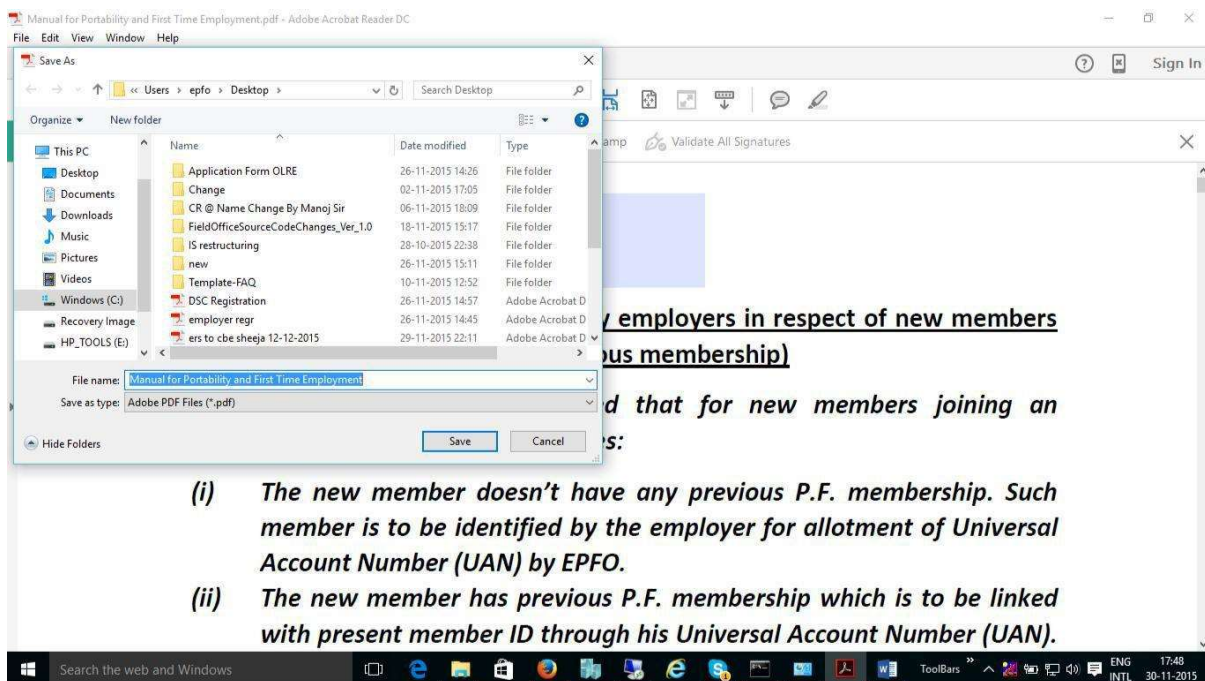 Manual for Portability and First Time Employment.pdf - Adobe Acrobat Reader DC
File Edit View Window Help
Sign In
Save As
« Users › epfo › Desktop ›
Search Desktop
Organize
New folder
Name Date modified Type
This PC
Desktop
Documents
Downloads
Music
Pictures
Videos
Windows (C:)
Recovery Image
HP_TOOLS (E:)
Application Form OLRE 26-11-2015 14:26 File folder
Change 02-11-2015 17:05 File folder
CR @ Name Change By Manoj Sir 06-11-2015 18:09 File folder
FieldOfficeSourceCodeChanges_Ver_1.0 18-11-2015 15:17 File folder
IS restructuring 28-10-2015 22:38 File folder
new 26-11-2015 15:11 File folder
Template-FAQ 10-11-2015 12:52 File folder
DSC Registration 26-11-2015 14:57 Adobe Acrobat D
employer regr 26-11-2015 14:45 Adobe Acrobat D
ers to cbe sheeja 12-12-2015 29-11-2015 22:11 Adobe Acrobat D
File name: Manual for Portability and First Time Employment
Save as type: Adobe PDF Files (*.pdf)
Hide Folders
Save
Cancel
amp Validate All Signatures
y employers in respect of new members
ous membership)
d that for new members joining an
s:
(i) The new member doesn't have any previous P.F. membership. Such
member is to be identified by the employer for allotment of Universal
Account Number (UAN) by EPFO.
(ii) The new member has previous P.F. membership which is to be linked
with present member ID through his Universal Account Number (UAN).
Search the web and Windows
ToolBars
ENG
INTL
17:48
30-11-2015